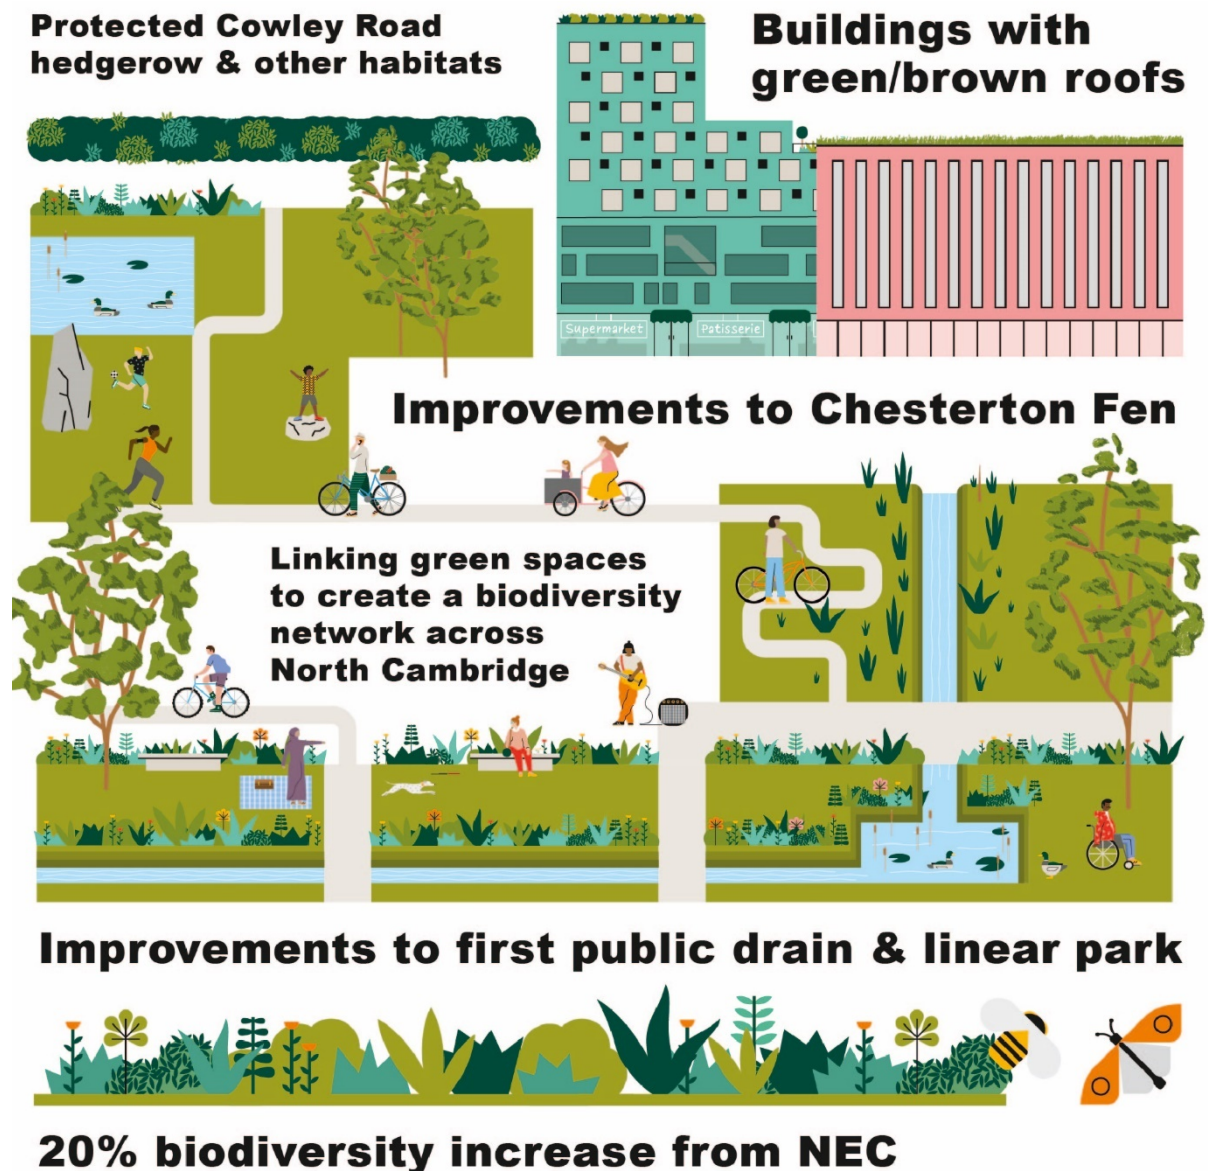 Protected Cowley Road
hedgerow & other habitats
Buildings with
green/brown roofs
Supermarket
Patisserie
Improvements to Chesterton Fen
Linking green spaces
to create a biodiversity
network across
North Cambridge
Improvements to first public drain & linear park
20% biodiversity increase from NEC